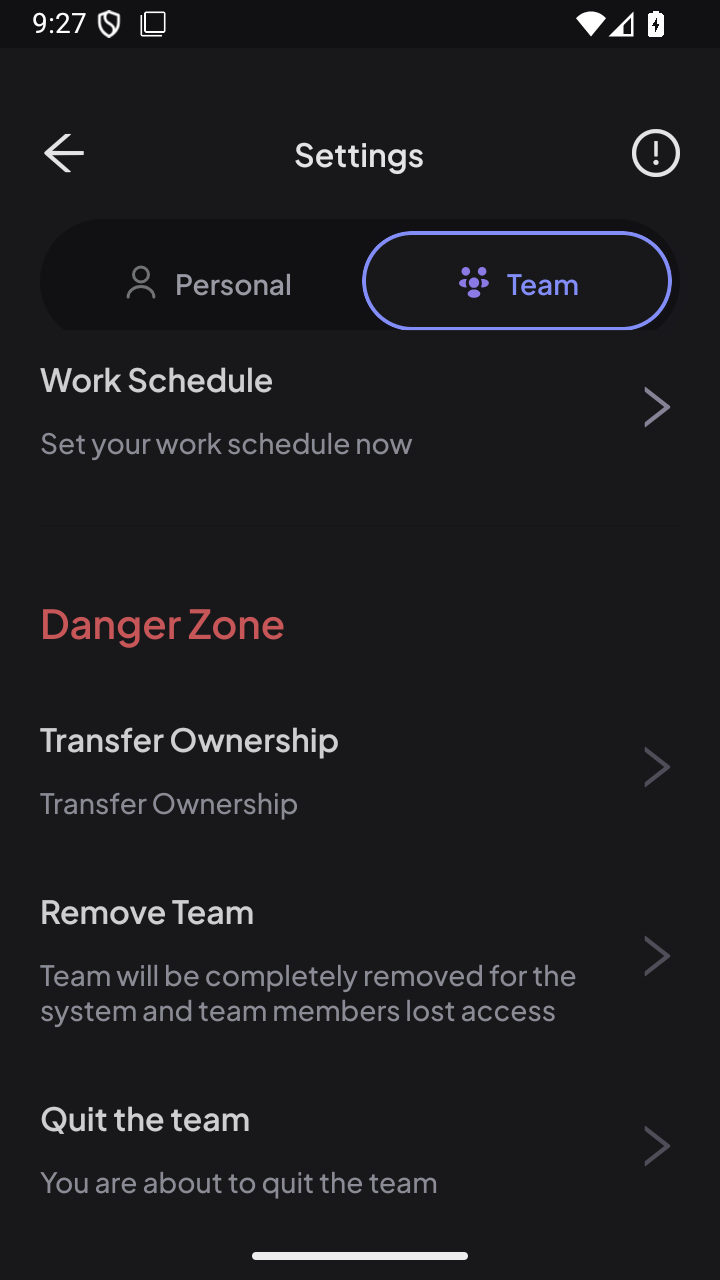 9:27
Settings
Personal
Team
Work Schedule
Set your work schedule now
Danger Zone
Transfer Ownership
Transfer Ownership
Remove Team
Team will be completely removed for the
system and team members lost access
Quit the team
You are about to quit the team